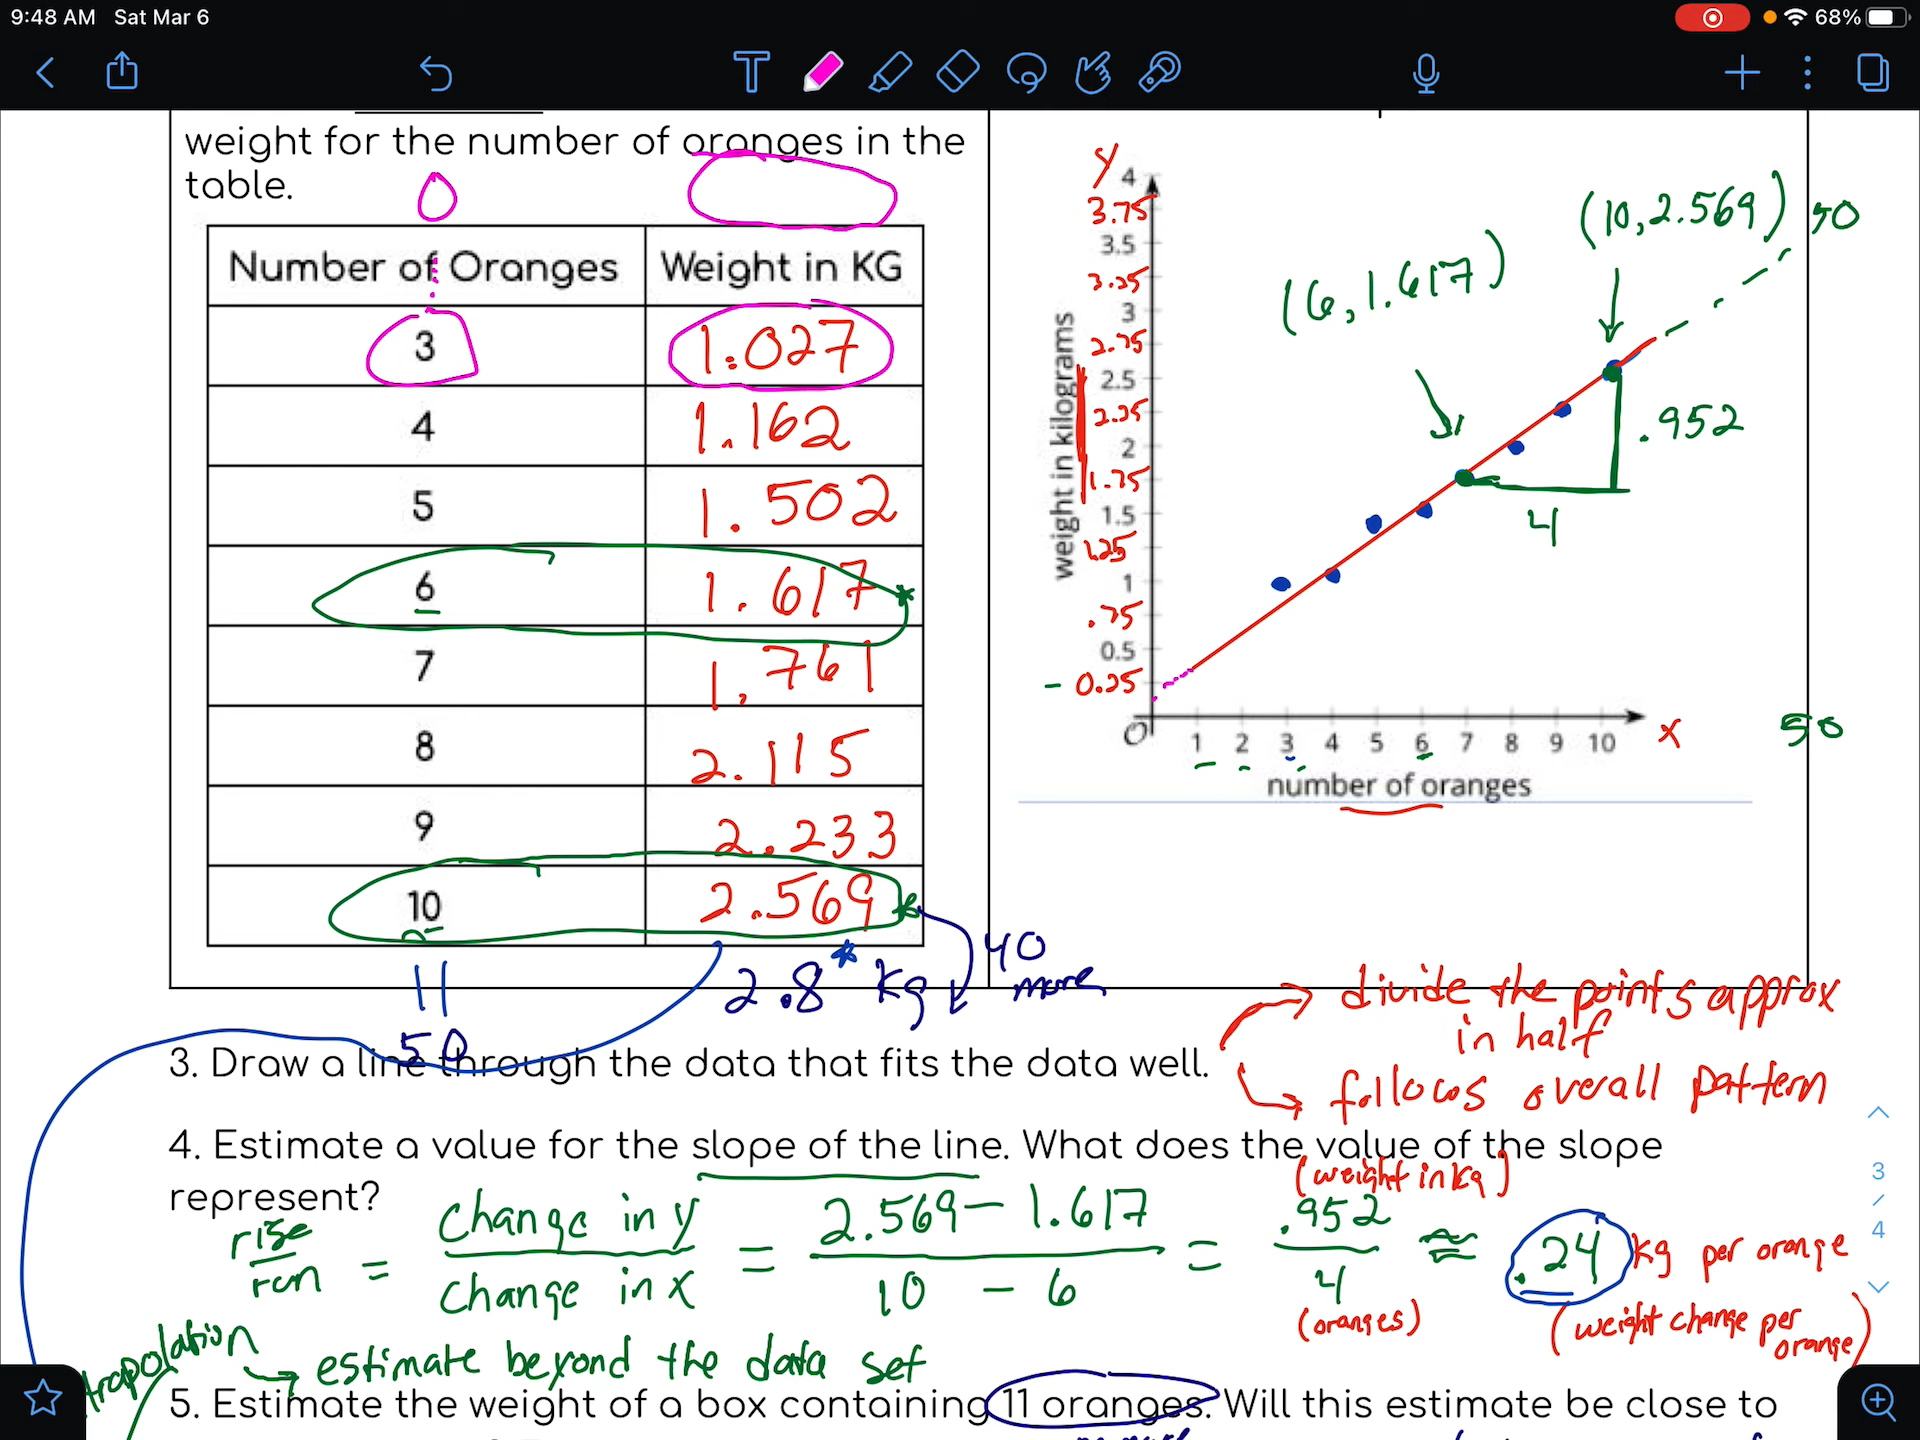 9:48 AM Sat Mar 6
68%
weight for the number of oranges in the
table.
0
Number of Oranges Weight in KG
3 1.027
4 1.162
5 1.502
6 1.617
7 1.761
8 2.115
9 2.233
10 2.569
11 2.8 kg
50
40
more
y
4
3.75
3.5
3.25
3
2.75
2.5
2.25
2
1.75
1.5
1.25
1
.75
0.5
0.25
0
weight in kilograms
1 2 3 4 5 6 7 8 9 10
x
number of oranges
(6, 1.617)
(10, 2.569)
50
.952
4
50
3. Draw a line through the data that fits the data well.
divide the points approx
in half
follows overall pattern
4. Estimate a value for the slope of the line. What does the value of the slope
represent?
rise
run
= change in y
change in x
= 2.569 - 1.617
10 - 6
= (weight in kg)
.952
4
(oranges)
≈ .24 kg per orange
(weight change per
orange)
3
/
4
trapolation → estimate beyond the data set
5. Estimate the weight of a box containing 11 oranges. Will this estimate be close to